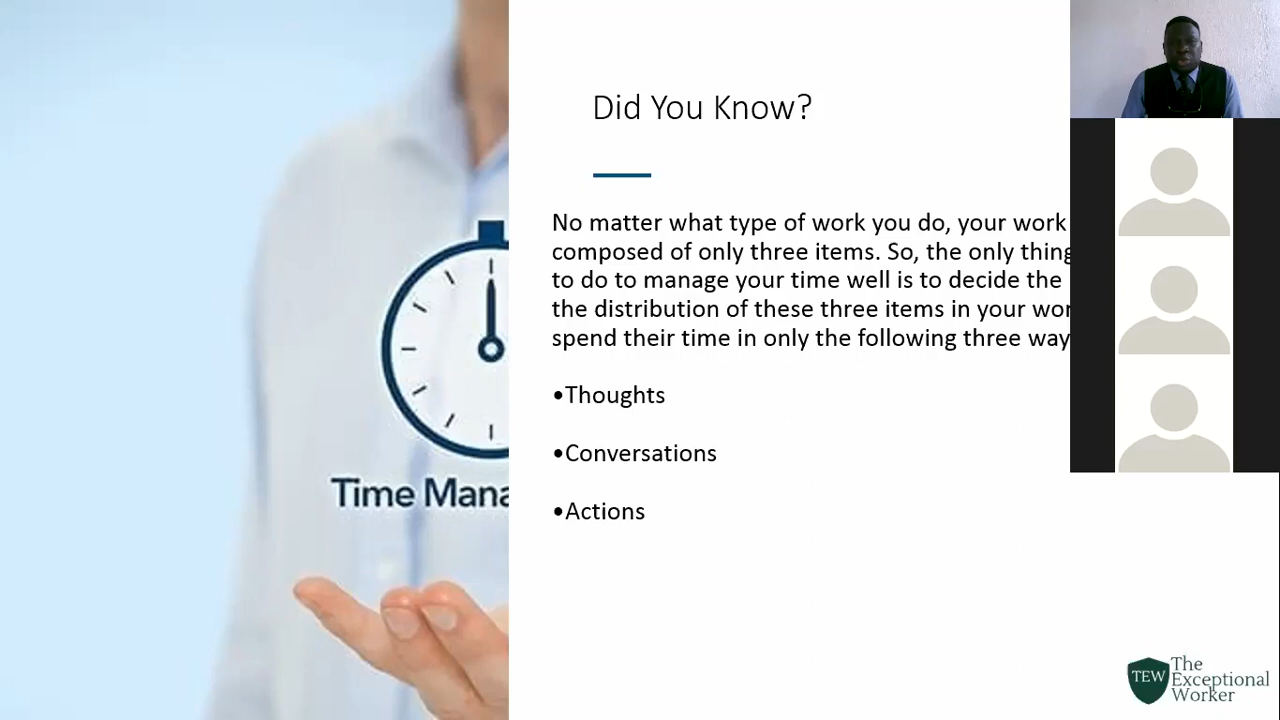 Did You Know?
No matter what type of work you do, your work
composed of only three items. So, the only thing
to do to manage your time well is to decide the
the distribution of these three items in your
spend their time in only the following three
•Thoughts
•Conversations
•Actions
Time
TEW The
Exceptional
Worker